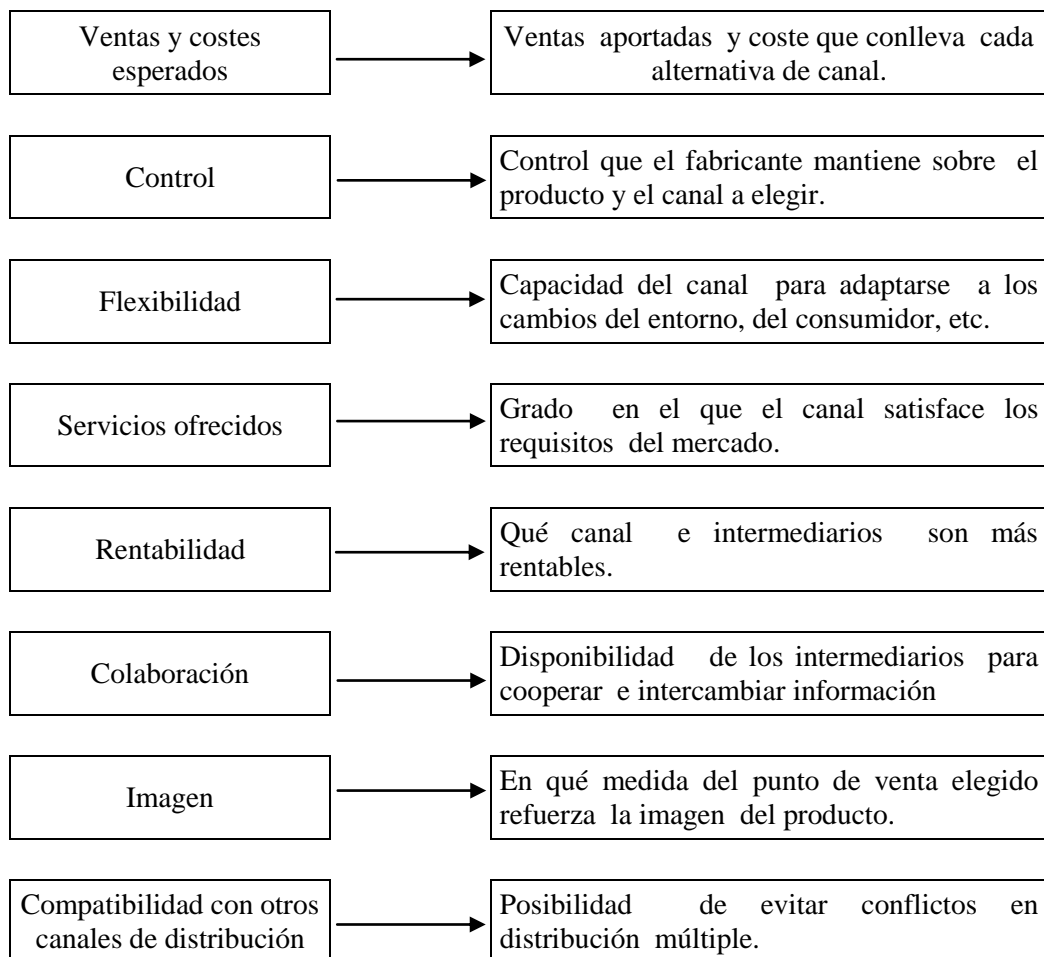 Ventas y costes
esperados
Ventas aportadas y coste que conlleva cada
alternativa de canal.
Control
Control que el fabricante mantiene sobre el
producto y el canal a elegir.
Flexibilidad
Capacidad del canal para adaptarse a los
cambios del entorno, del consumidor, etc.
Servicios ofrecidos
Grado en el que el canal satisface los
requisitos del mercado.
Rentabilidad
Qué canal e intermediarios son más
rentables.
Colaboración
Disponibilidad de los intermediarios para
cooperar e intercambiar información
Imagen
En qué medida del punto de venta elegido
refuerza la imagen del producto.
Compatibilidad con otros
canales de distribución
Posibilidad de evitar conflictos en
distribución múltiple.